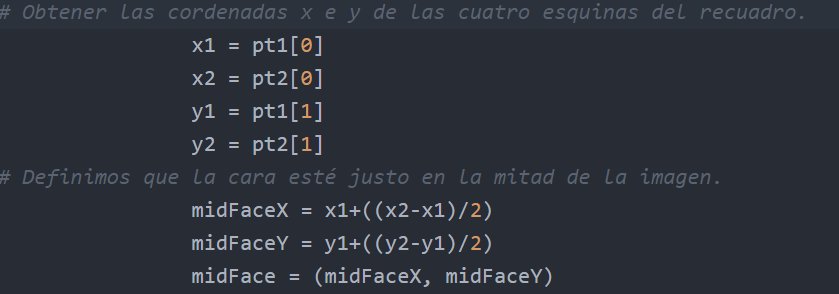 # Obtener las cordenadas x e y de las cuatro esquinas del recuadro.
x1 = pt1[0]
x2 = pt2[0]
y1 = pt1[1]
y2 = pt2[1]
# Definimos que la cara esté justo en la mitad de la imagen.
midFaceX = x1+((x2-x1)/2)
midFaceY = y1+((y2-y1)/2)
midFace = (midFaceX, midFaceY)